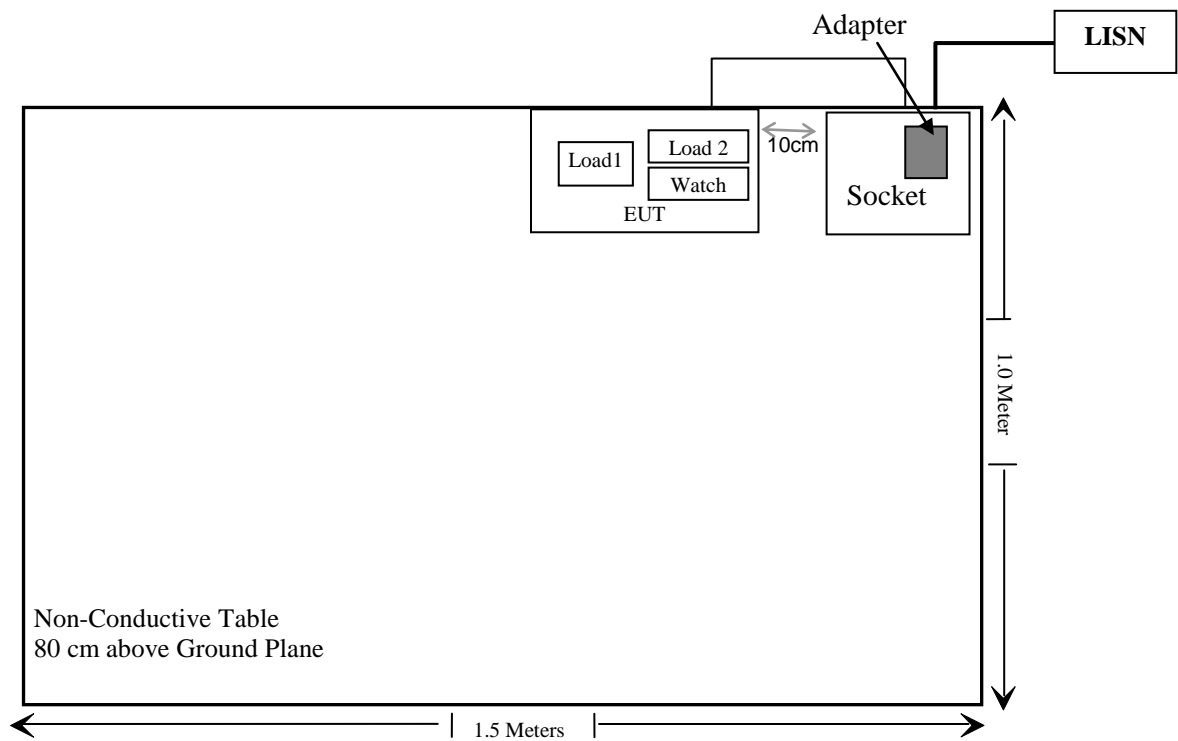 Adapter
LISN
Load1
Load 2
Watch
EUT
10cm
Socket
1.0 Meter
Non-Conductive Table
80 cm above Ground Plane
1.5 Meters